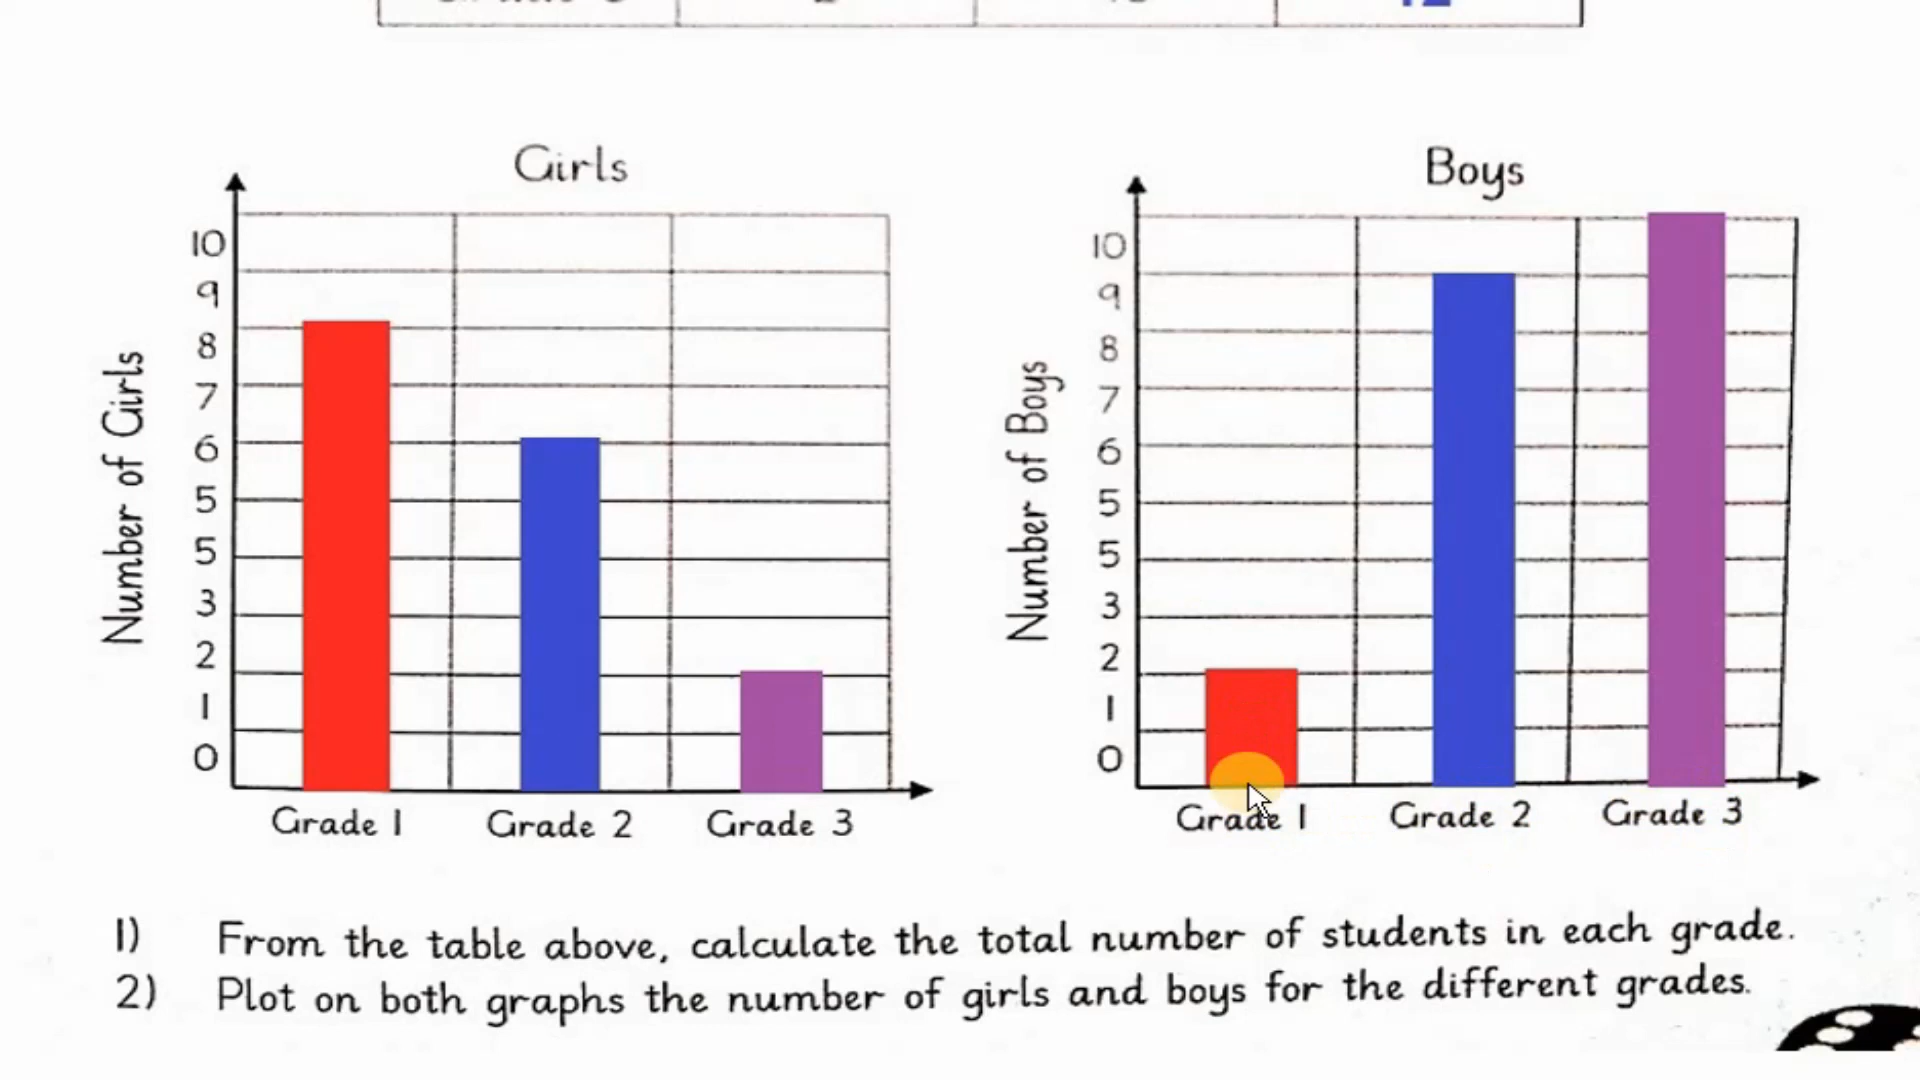 12
Girls
Boys
10
9
8
7
6
5
5
3
2
1
0
Number of Girls
Grade 1
Grade 2
Grade 3
10
9
8
7
6
5
5
3
2
1
0
Number of Boys
Grade 1
Grade 2
Grade 3
1) From the table above, calculate the total number of students in each grade.
2) Plot on both graphs the number of girls and boys for the different grades.